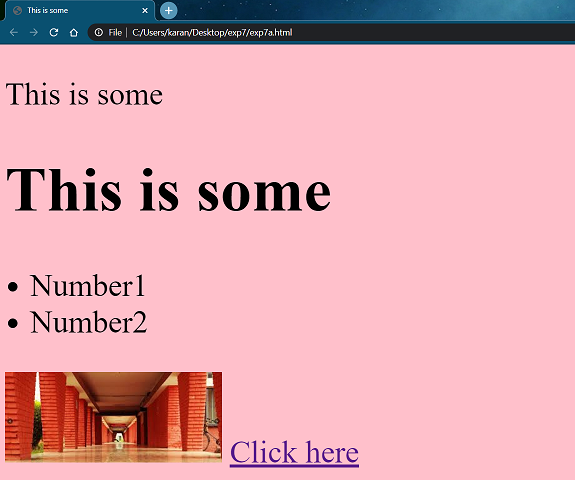 This is some
File | C:/Users/karan/Desktop/exp7/exp7a.html
This is some
This is some
Number1
Number2
Click here